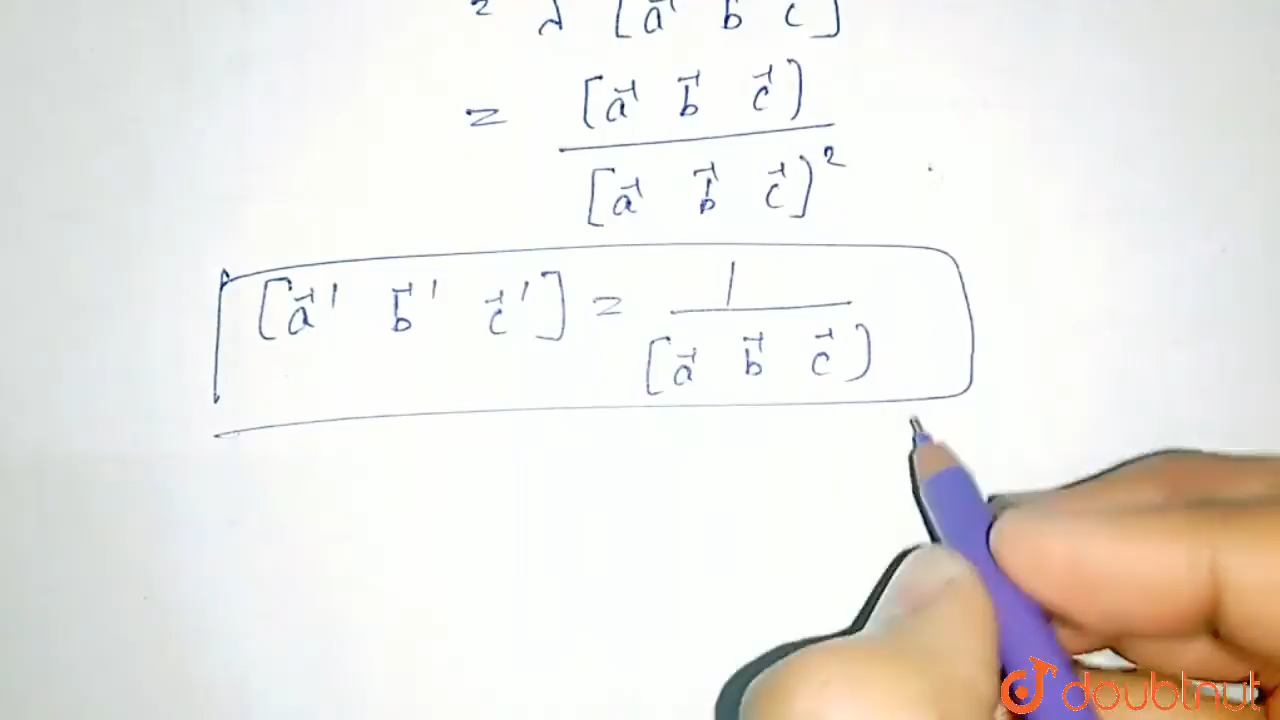 = λ [a⃗ b⃗ c⃗]
= [a⃗ b⃗ c⃗)
[a⃗ b⃗ c⃗)²
[a⃗' b⃗' c⃗'] = 1
[a⃗ b⃗ c⃗)
doubtnut